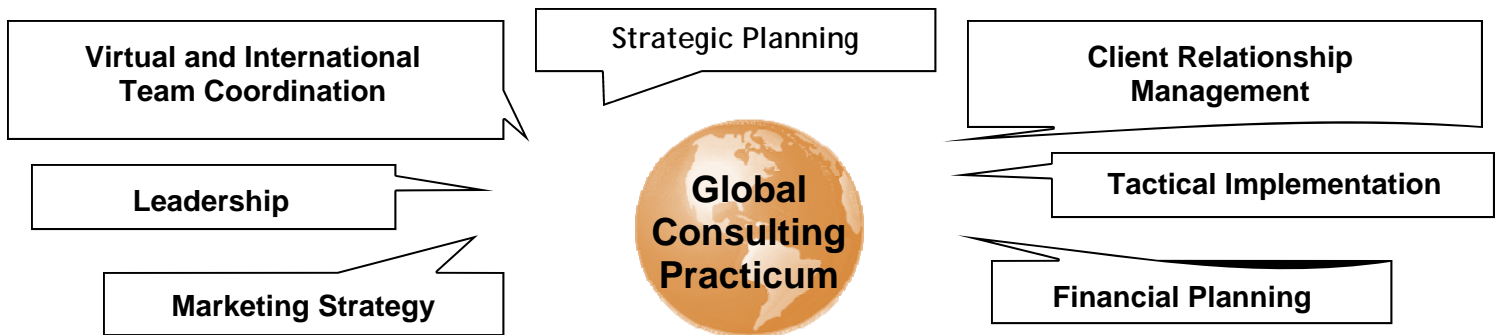 Strategic Planning
Virtual and International
Team Coordination
Client Relationship
Management
Leadership
Global
Consulting
Practicum
Tactical Implementation
Marketing Strategy
Financial Planning